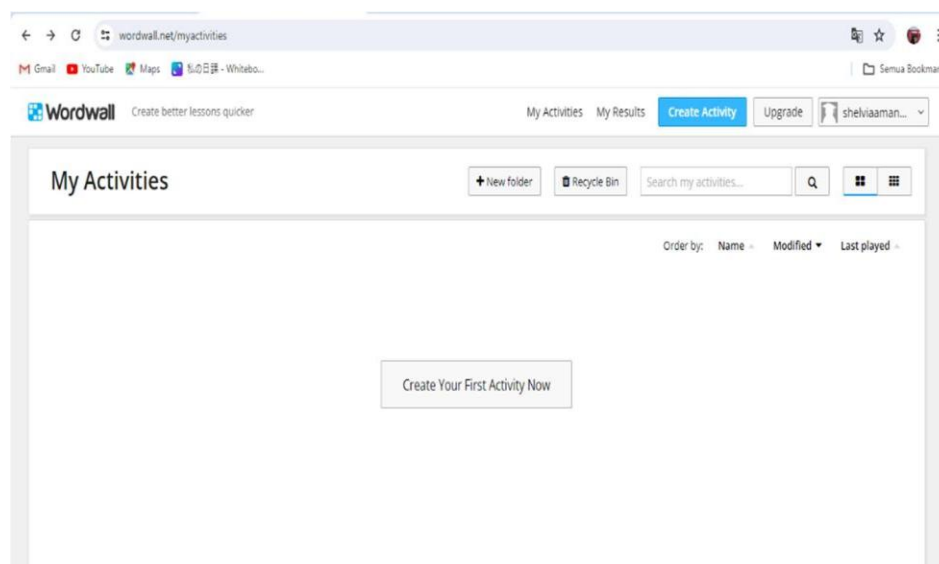 wordwall.net/myactivities
Gmail YouTube Maps 私の日課 - Whitebo... Semua Bookmar
Wordwall Create better lessons quicker My Activities My Results Create Activity Upgrade shelviaaman...
My Activities + New folder Recycle Bin Search my activities...
Order by: Name Modified Last played
Create Your First Activity Now